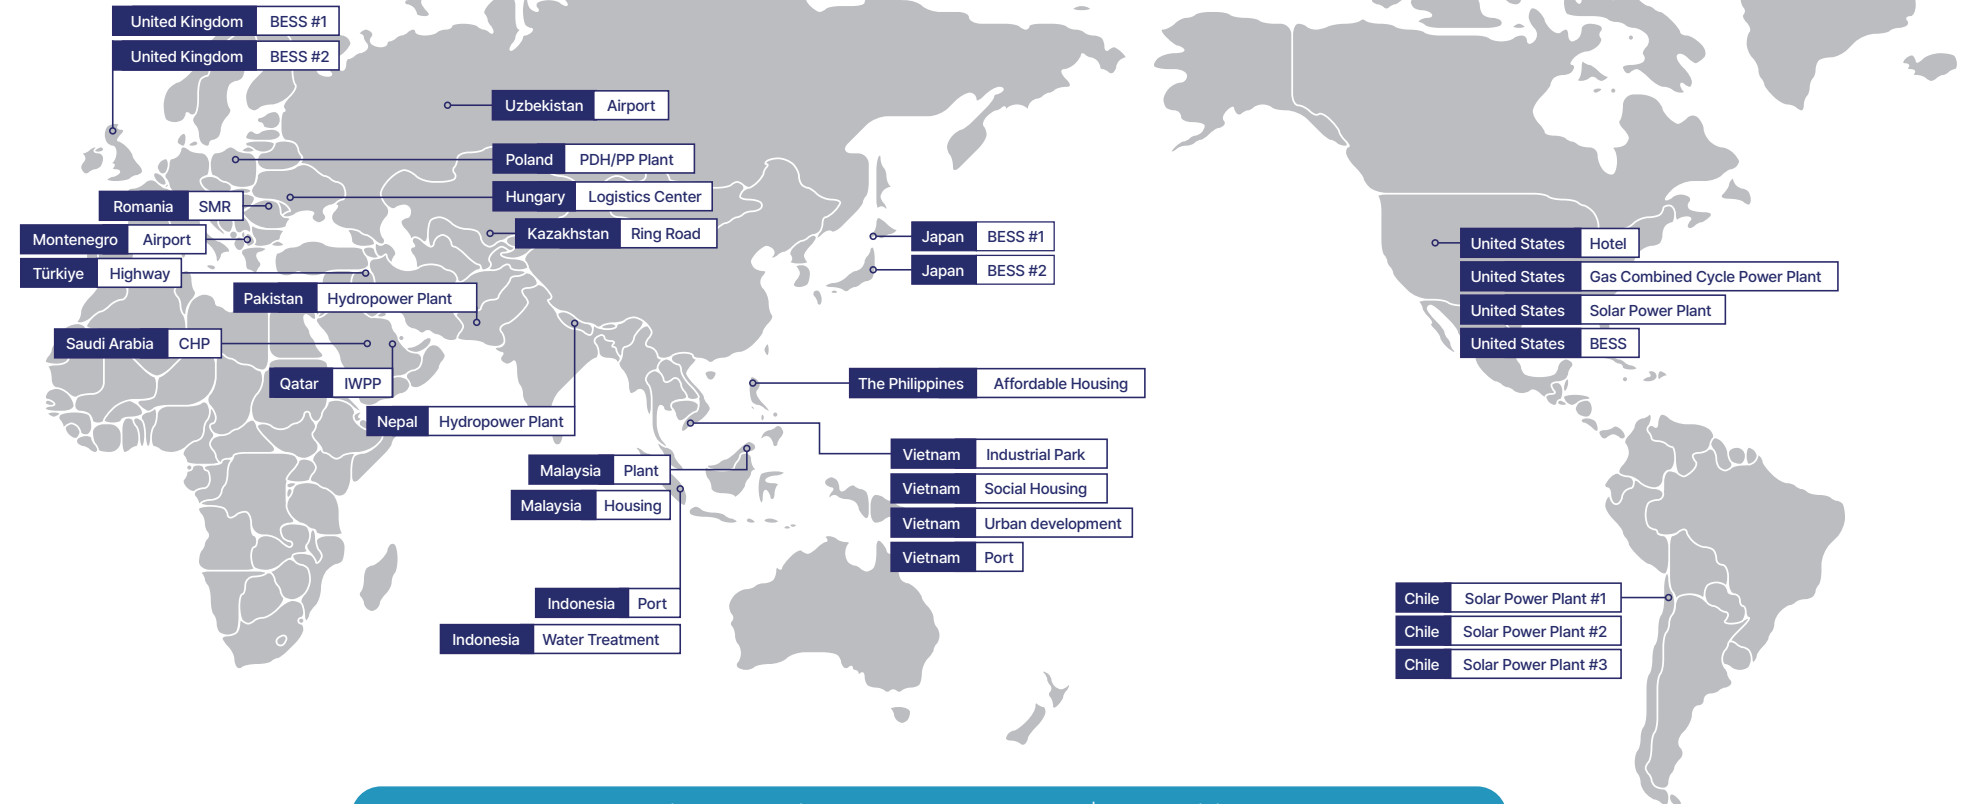 United Kingdom BESS #1
United Kingdom BESS #2
Uzbekistan Airport
Poland PDH/PP Plant
Hungary Logistics Center
Romania SMR
Kazakhstan Ring Road
Montenegro Airport
Türkiye Highway
Pakistan Hydropower Plant
Saudi Arabia CHP
Qatar IWPP
Nepal Hydropower Plant
Japan BESS #1
Japan BESS #2
The Philippines Affordable Housing
Vietnam Industrial Park
Vietnam Social Housing
Vietnam Urban development
Vietnam Port
Malaysia Plant
Malaysia Housing
Indonesia Port
Indonesia Water Treatment
United States Hotel
United States Gas Combined Cycle Power Plant
United States Solar Power Plant
United States BESS
Chile Solar Power Plant #1
Chile Solar Power Plant #2
Chile Solar Power Plant #3